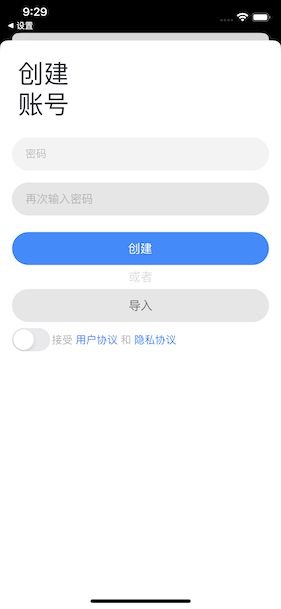 9:29
◀ 设置
创建
账号
密码
再次输入密码
创建
或者
导入
接受 用户协议 和 隐私协议